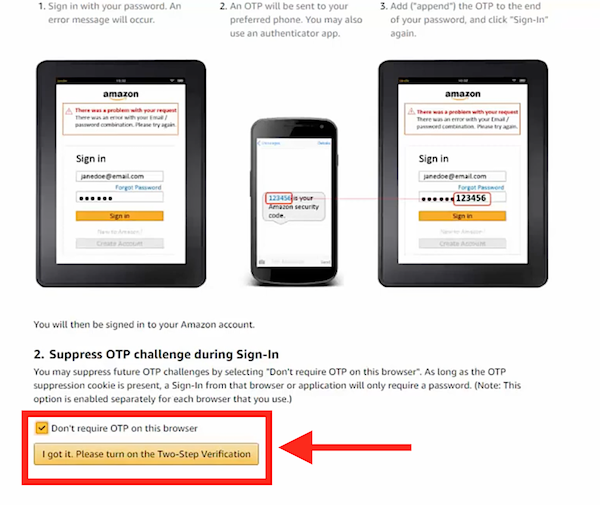 1. Sign in with your password. An
error message will occur.
2. An OTP will be sent to your
preferred phone. You may also
use an authenticator app.
3. Add ("append") the OTP to the end
of your password, and click "Sign-In"
again.
amazon
There was a problem with your request
There was an error with your Email /
password combination. Please try again.
Sign in
janedoe@email.com
Forgot Password
Sign in
New to Amazon?
Create Account
Messages
123456 is your
Amazon security
code.
Send
amazon
There was a problem with your request
There was an error with your Email/
password combination. Please try again.
Sign in
janedoe@email.com
Forgot Password
123456
Sign in
New to Amazon?
Create Account
You will then be signed in to your Amazon account.
2. Suppress OTP challenge during Sign-In
You may suppress future OTP challenges by selecting "Don't require OTP on this browser". As long as the OTP
suppression cookie is present, a Sign-In from that browser or application will only require a password. (Note: This
option is enabled separately for each browser that you use.)
Don't require OTP on this browser
I got it. Please turn on the Two-Step Verification